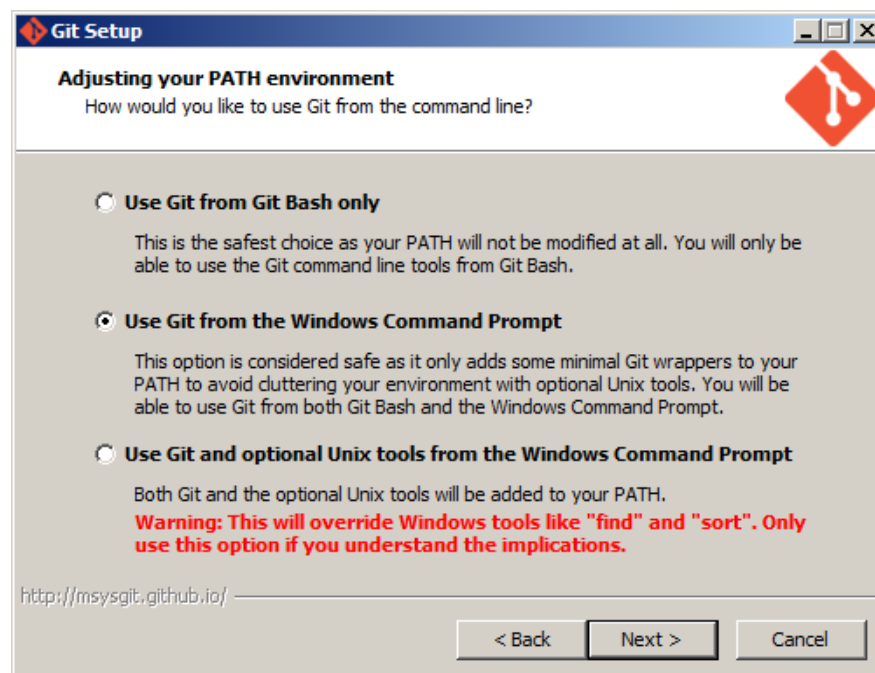 Git Setup
Adjusting your PATH environment
How would you like to use Git from the command line?
Use Git from Git Bash only
This is the safest choice as your PATH will not be modified at all. You will only be
able to use the Git command line tools from Git Bash.
Use Git from the Windows Command Prompt
This option is considered safe as it only adds some minimal Git wrappers to your
PATH to avoid cluttering your environment with optional Unix tools. You will be
able to use Git from both Git Bash and the Windows Command Prompt.
Use Git and optional Unix tools from the Windows Command Prompt
Both Git and the optional Unix tools will be added to your PATH.
Warning: This will override Windows tools like "find" and "sort". Only
use this option if you understand the implications.
http://msysgit.github.io/
< Back Next > Cancel